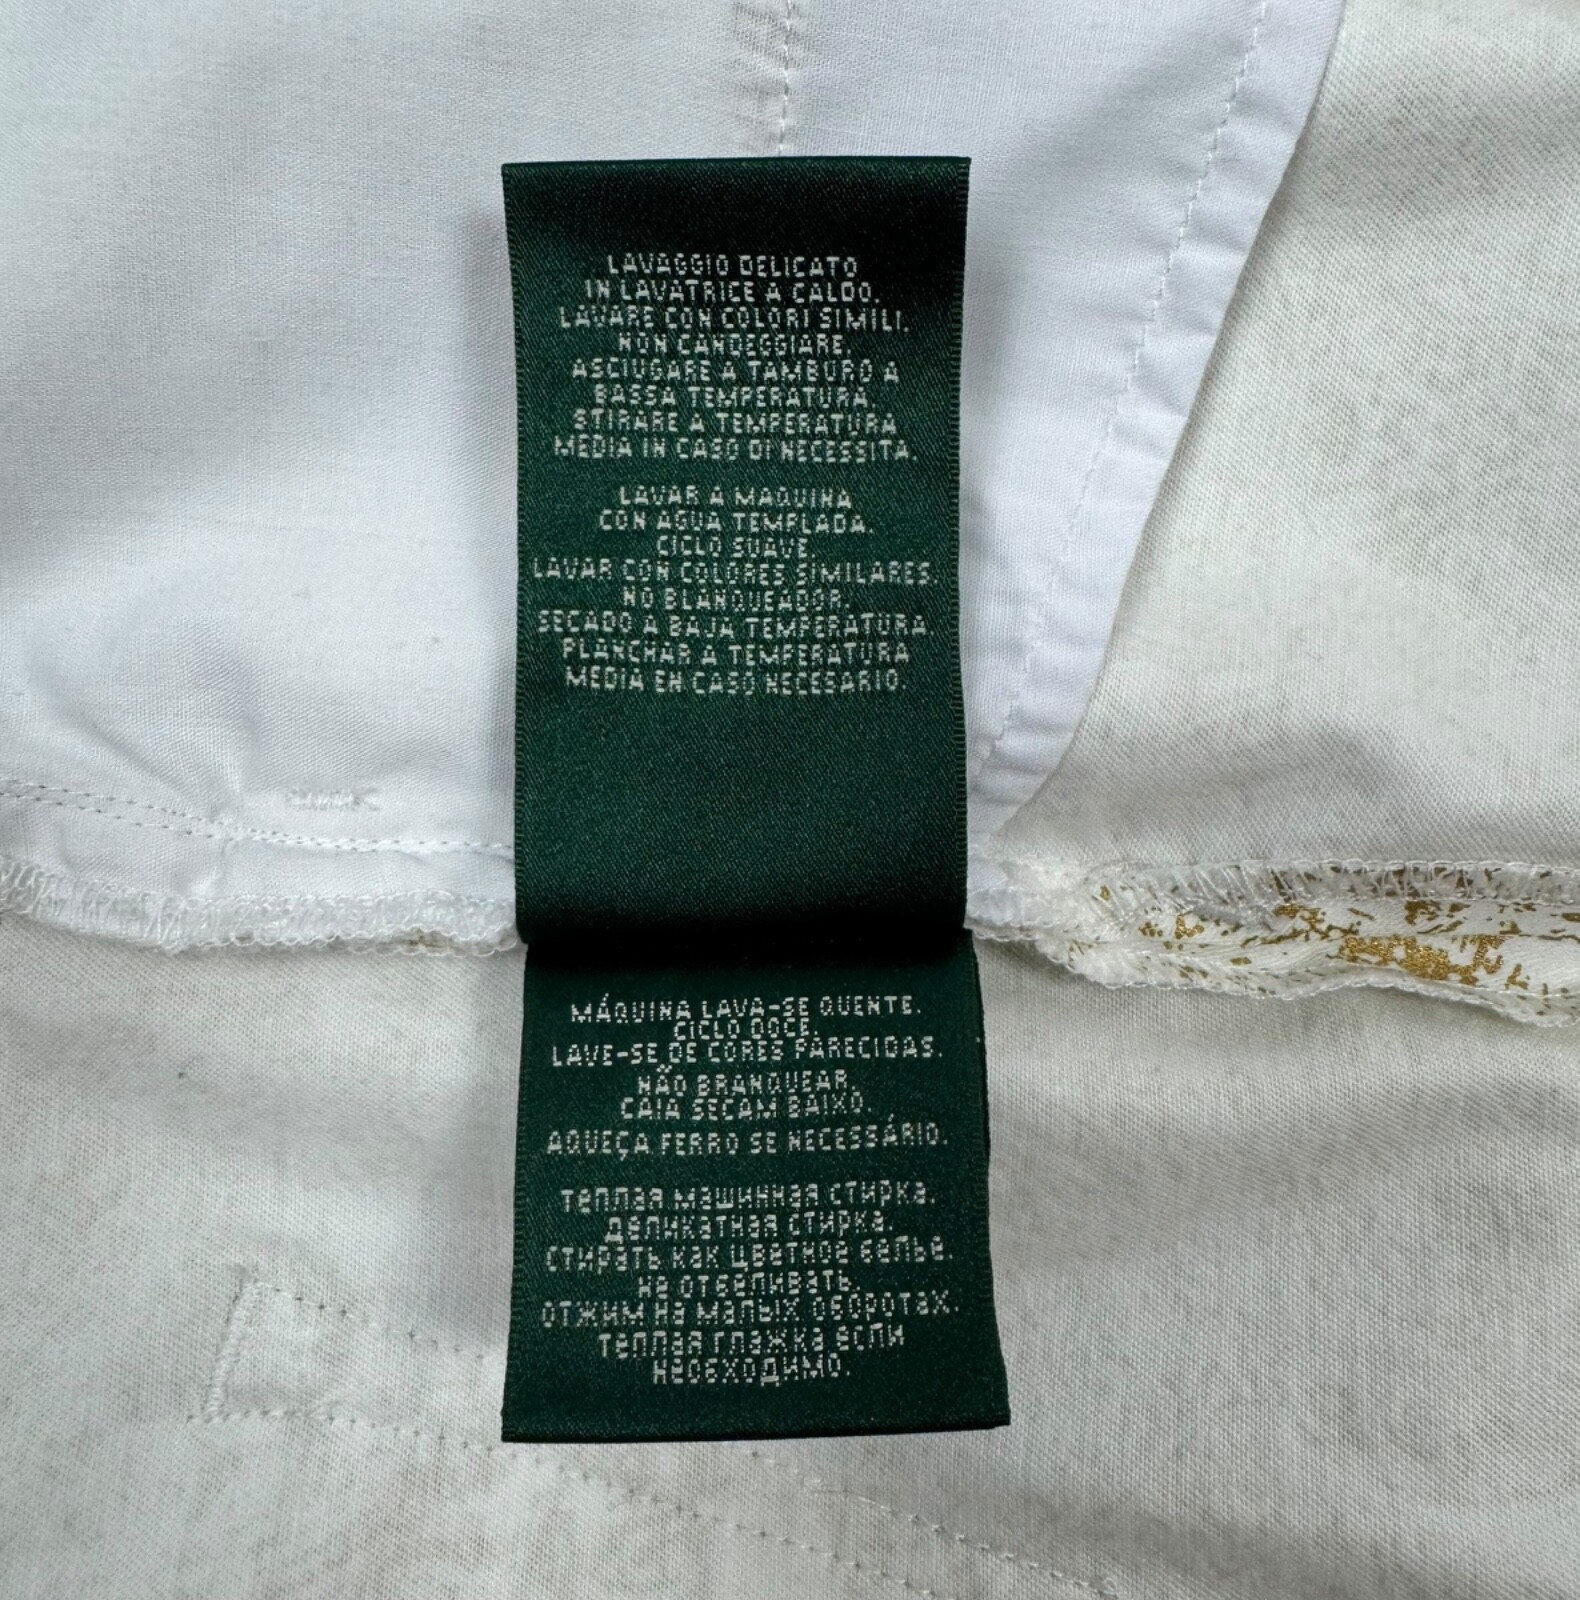 LAVAGGIO DELICATO
IN LAVATRICE A CALDO.
LAVARE CON COLORI SIMILI.
NON CANDEGGIARE.
ASCIUGARE A TAMBURO A
BASSA TEMPERATURA
STIRARE A TEMPERATURA
MEDIA IN CASO DI NECESSITA.
LAVAR A MAQUINA
CON AGUA TEMPLADA.
CICLO SUAVE.
LAVAR CON COLORES SIMILARES.
NO BLANQUEADOR.
SECADO A BAJA TEMPERATURA.
PLANCHAR A TEMPERATURA
MEDIA EN CASO NECESARIO.
MÁQUINA LAVA-SE QUENTE.
CICLO DOCE.
LAVE-SE DE CORES PARECIDAS.
NÃO BRANQUEAR.
CAIA SECAM BAIXO.
AQUEÇA FERRO SE NECESSÁRIO.
теплая машинная стирка.
деликатная стирка.
стирать как цветное белье.
не отбеливать.
отжим на малых оборотах.
теплая глажка если
необходимо.